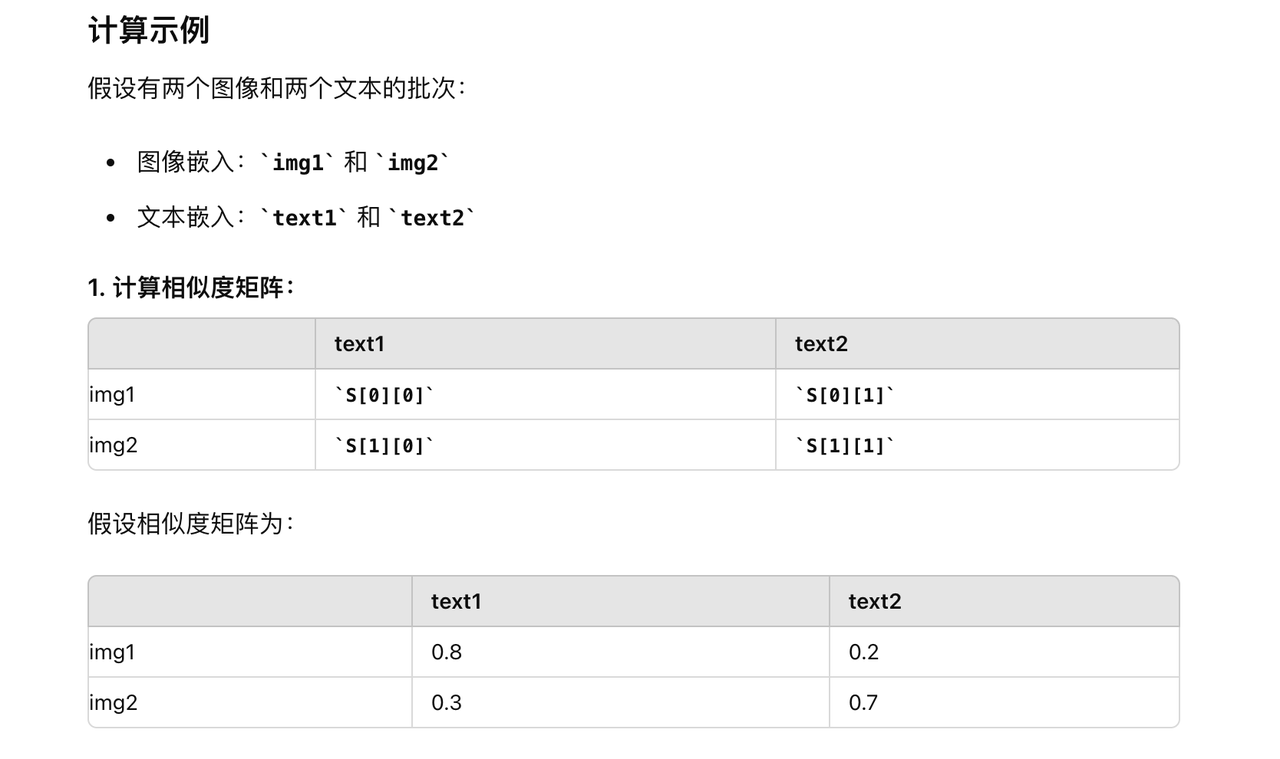 计算示例
假设有两个图像和两个文本的批次：
• 图像嵌入：`img1` 和 `img2`
• 文本嵌入：`text1` 和 `text2`
1. 计算相似度矩阵：
text1 text2
img1 `S[0][0]` `S[0][1]`
img2 `S[1][0]` `S[1][1]`
假设相似度矩阵为：
text1 text2
img1 0.8 0.2
img2 0.3 0.7